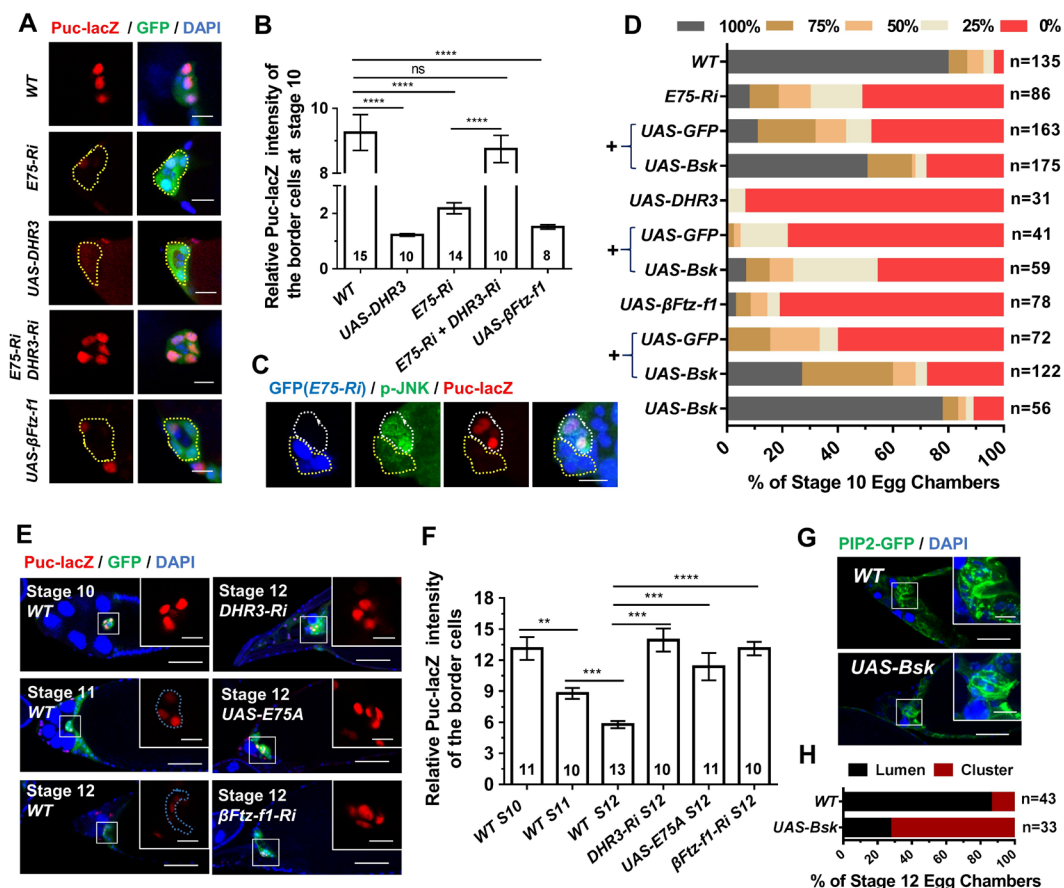 A
Puc-lacZ / GFP / DAPI
WT
E75-Ri
UAS-DHR3
E75-Ri
DHR3-Ri
UAS-βFtz-f1
B
Relative Puc-lacZ intensity of
the border cells at stage 10
****
ns
****
****
****
9
8
2
1
15
10
14
10
8
WT
UAS-DHR3
E75-Ri
E75-Ri + DHR3-Ri
UAS-βFtz-f1
C
GFP(E75-Ri) / p-JNK / Puc-lacZ
D
100% 75% 50% 25% 0%
WT n=135
E75-Ri n=86
+
UAS-GFP n=163
UAS-Bsk n=175
UAS-DHR3 n=31
+
UAS-GFP n=41
UAS-Bsk n=59
UAS-βFtz-f1 n=78
+
UAS-GFP n=72
UAS-Bsk n=122
UAS-Bsk n=56
0 20 40 60 80 100
% of Stage 10 Egg Chambers
E
Puc-lacZ / GFP / DAPI
Stage 10
WT
Stage 12
DHR3-Ri
Stage 11
WT
Stage 12
UAS-E75A
Stage 12
WT
Stage 12
βFtz-f1-Ri
F
Relative Puc-lacZ intensity
of the border cells
****
***
***
**
***
18
15
12
9
6
3
0
11
10
13
10
11
10
WT S10
WT S11
WT S12
DHR3-Ri S12
UAS-E75A S12
βFtz-f1-Ri S12
G
PIP2-GFP / DAPI
WT
UAS-Bsk
H
Lumen Cluster
WT n=43
UAS-Bsk n=33
0 20 40 60 80 100
% of Stage 12 Egg Chambers